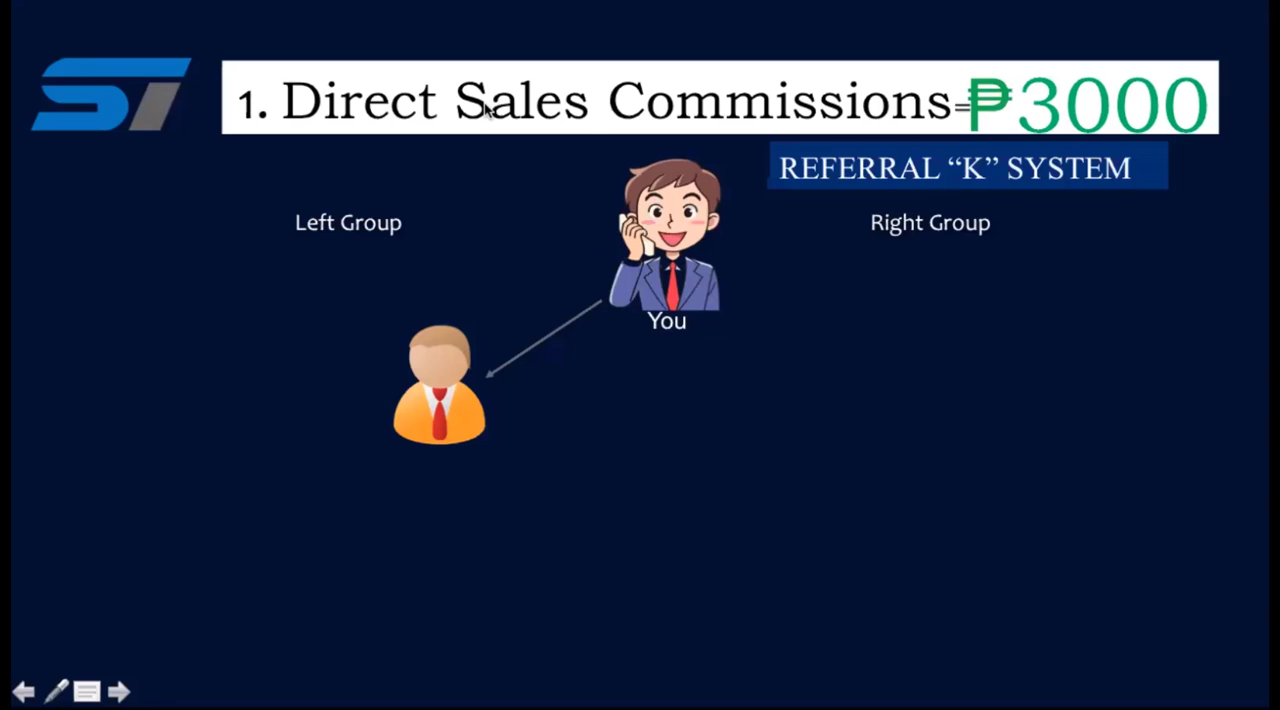 ST
1. Direct Sales Commissions=₱3000
REFERRAL “K” SYSTEM
Left Group
Right Group
You